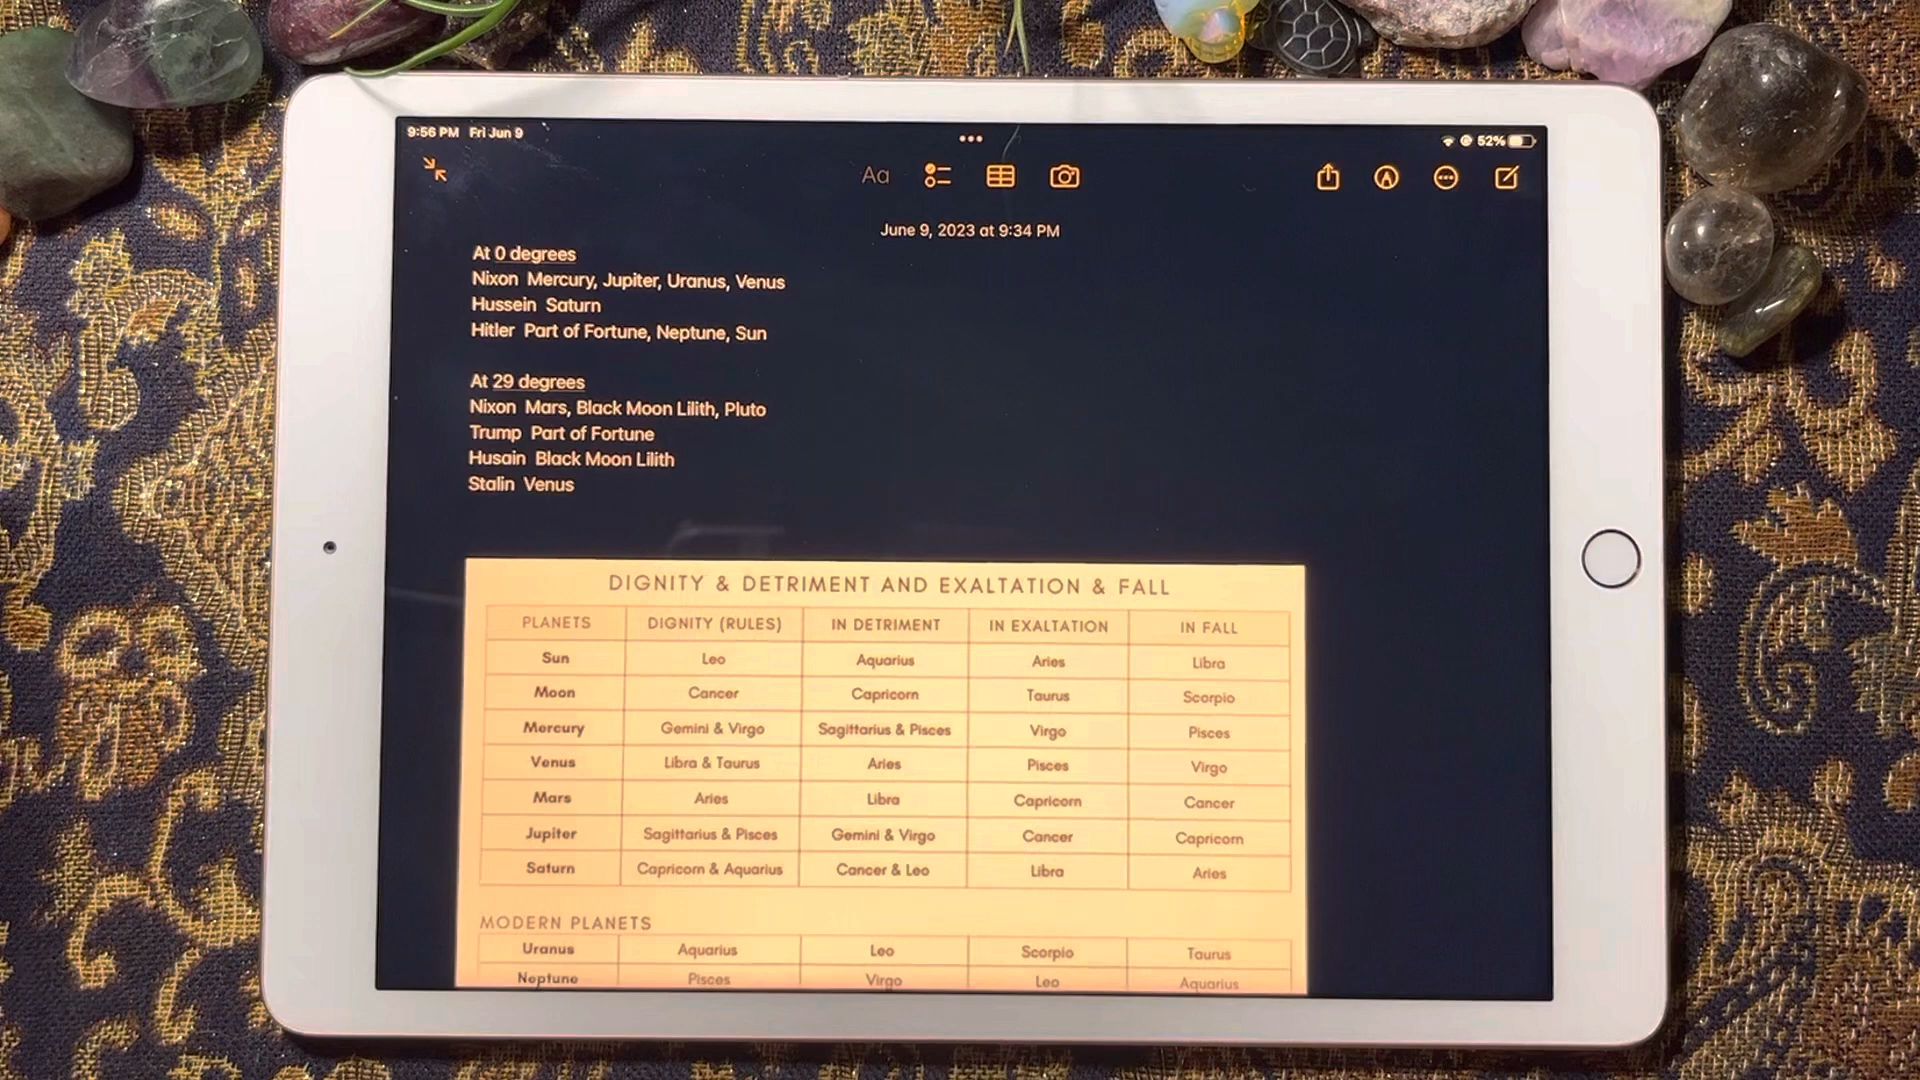 9:56 PM Fri Jun 9
52%
Aa
June 9, 2023 at 9:34 PM
At 0 degrees
Nixon Mercury, Jupiter, Uranus, Venus
Hussein Saturn
Hitler Part of Fortune, Neptune, Sun
At 29 degrees
Nixon Mars, Black Moon Lilith, Pluto
Trump Part of Fortune
Husain Black Moon Lilith
Stalin Venus
DIGNITY & DETRIMENT AND EXALTATION & FALL
PLANETS DIGNITY (RULES) IN DETRIMENT IN EXALTATION IN FALL
Sun Leo Aquarius Aries Libra
Moon Cancer Capricorn Taurus Scorpio
Mercury Gemini & Virgo Sagittarius & Pisces Virgo Pisces
Venus Libra & Taurus Aries Pisces Virgo
Mars Aries Libra Capricorn Cancer
Jupiter Sagittarius & Pisces Gemini & Virgo Cancer Capricorn
Saturn Capricorn & Aquarius Cancer & Leo Libra Aries
MODERN PLANETS
Uranus Aquarius Leo Scorpio Taurus
Neptune Pisces Virgo Leo Aquarius